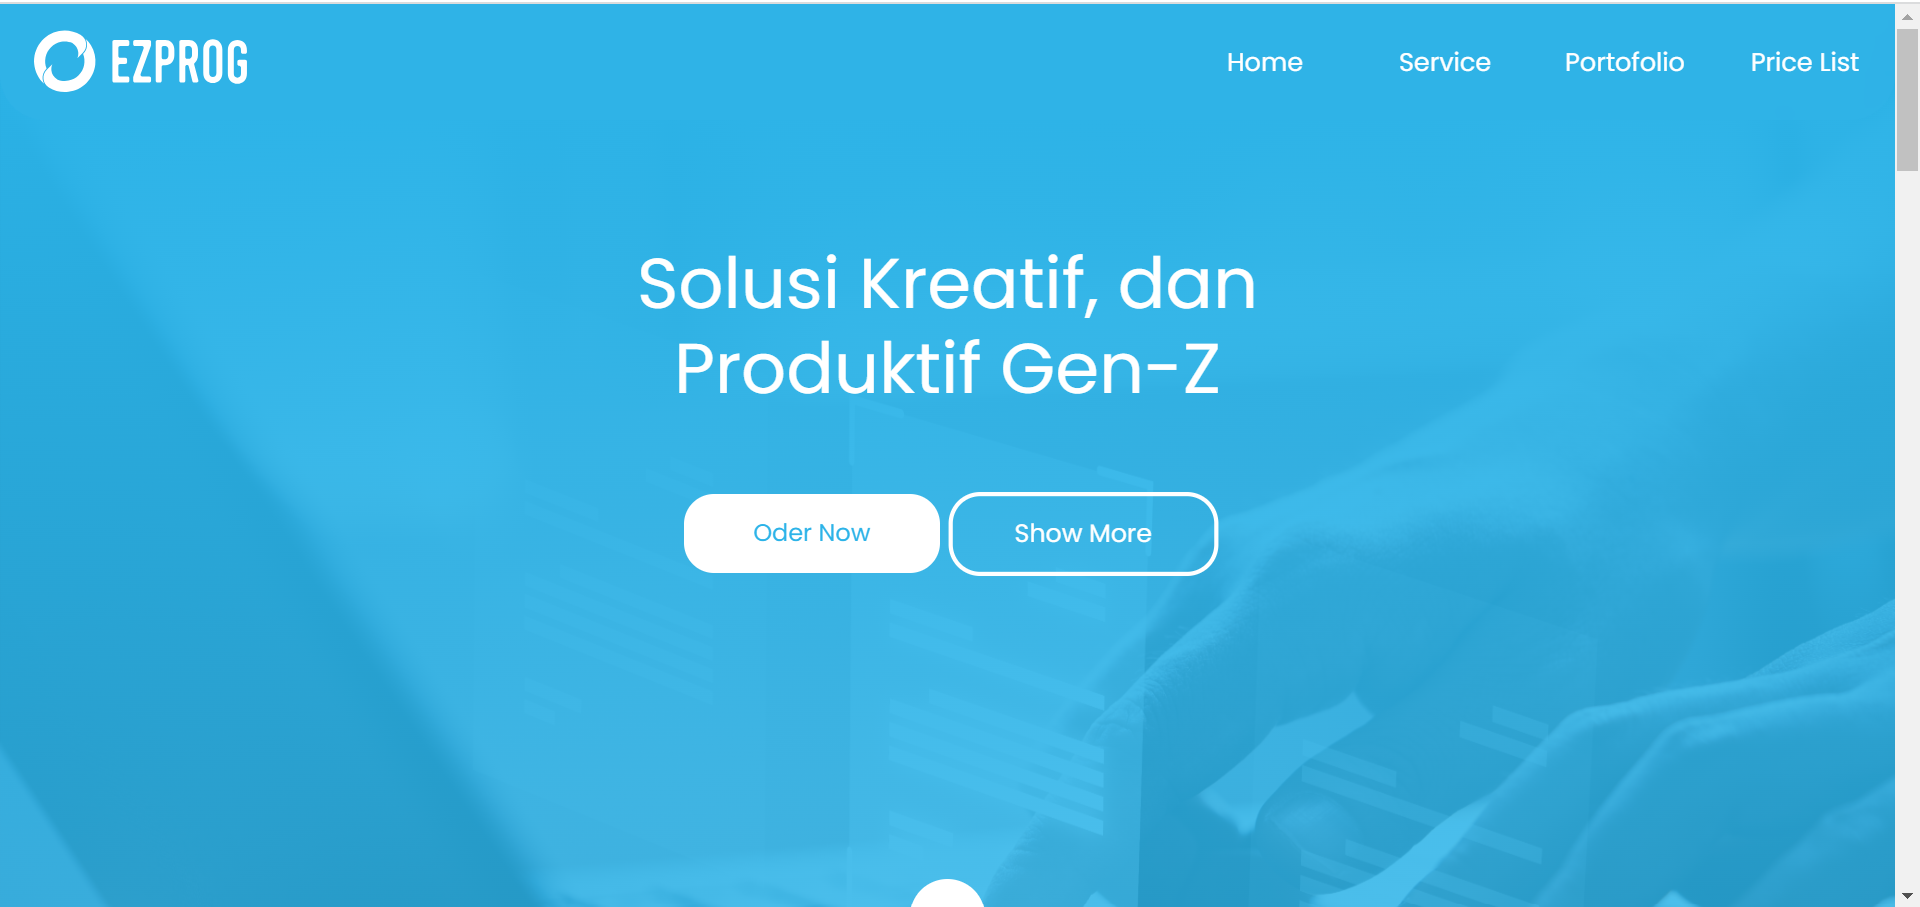 EZPROG
Home Service Portofolio Price List
Solusi Kreatif, dan
Produktif Gen-Z
Oder Now Show More